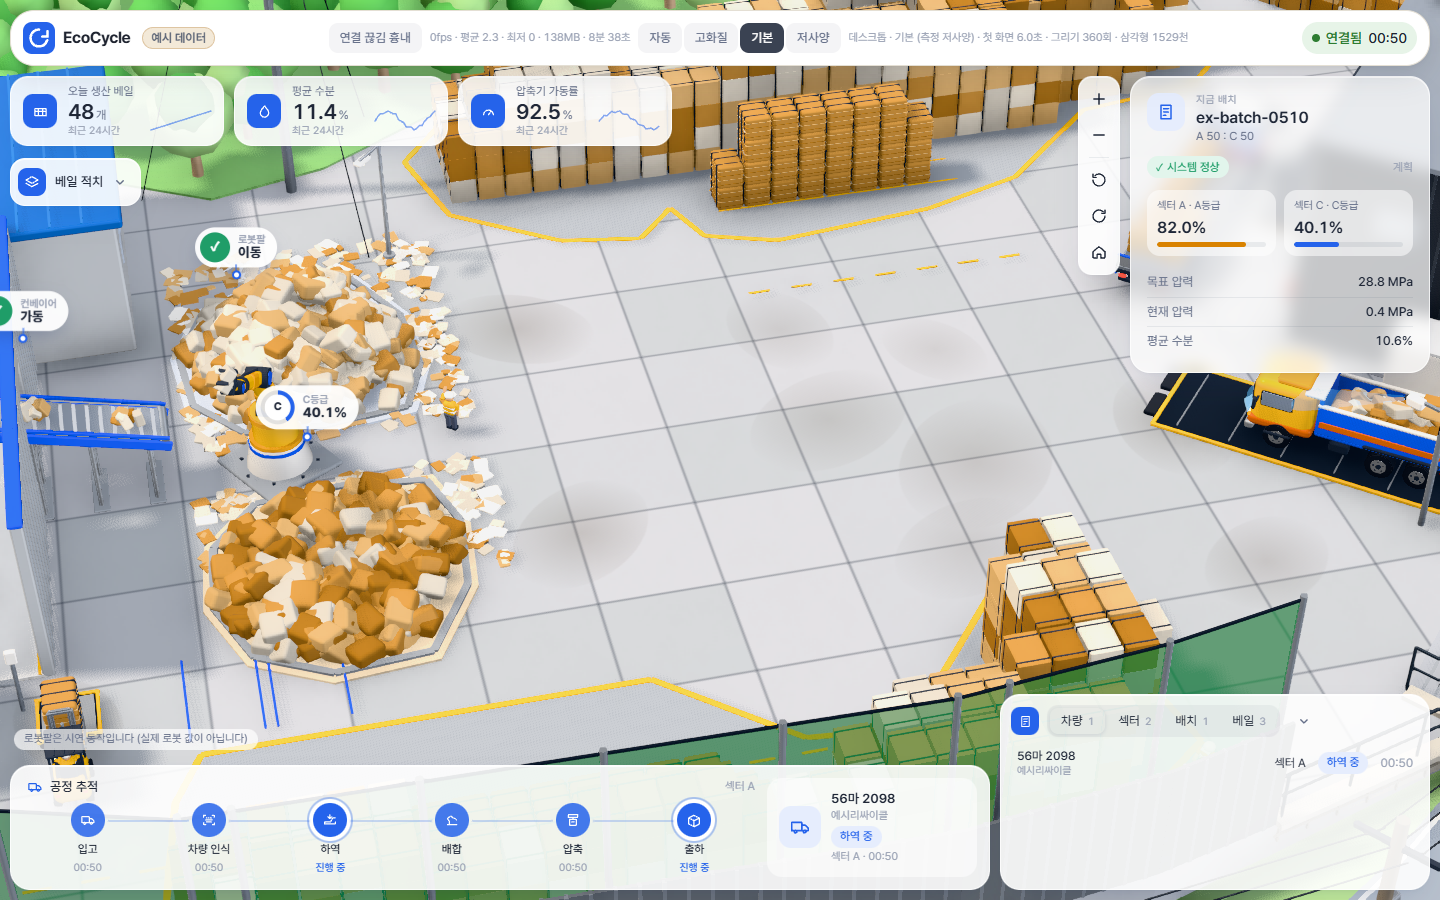 EcoCycle
예시 데이터
연결 끊김 흉내
0fps · 평균 2.3 · 최저 0 · 138MB · 8분 38초
자동
고화질
기본
저사양
데스크톱 · 기본 (측정 저사양) · 첫 화면 6.0초 · 그리기 360회 · 삼각형 1529천
연결됨 00:50
오늘 생산 베일
48개
최근 24시간
평균 수분
11.4%
최근 24시간
압축기 가동률
92.5%
최근 24시간
베일 적치
로봇팔
이동
컨베이어
가동
C
C등급
40.1%
지금 배치
ex-batch-0510
A 50 : C 50
✓ 시스템 정상
계획
섹터 A · A등급
82.0%
섹터 C · C등급
40.1%
목표 압력
28.8 MPa
현재 압력
0.4 MPa
평균 수분
10.6%
로봇팔은 시연 동작입니다 (실제 로봇 값이 아닙니다)
공정 추적
섹터 A
입고
00:50
차량 인식
00:50
하역
진행 중
배합
00:50
압축
00:50
출하
진행 중
56마 2098
예시리싸이클
하역 중
섹터 A · 00:50
차량 1
섹터 2
배치 1
베일 3
56마 2098
예시리싸이클
섹터 A
하역 중
00:50